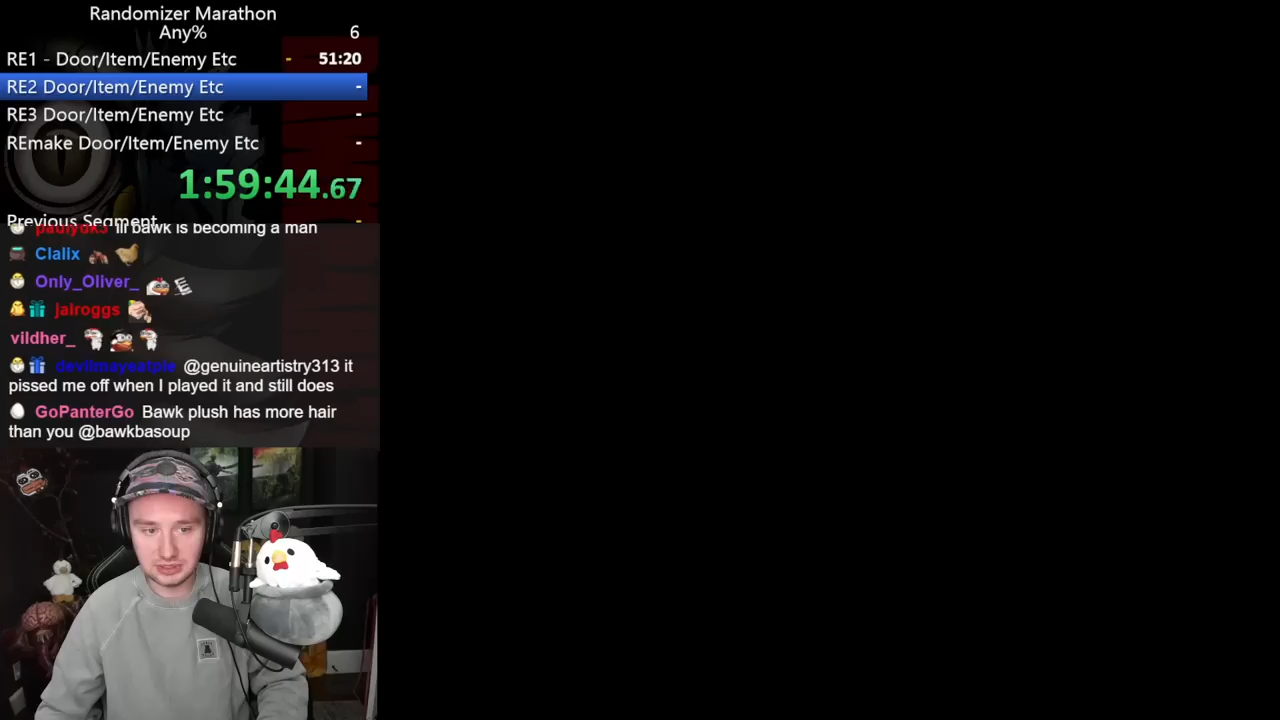 Randomizer Marathon
Any% 6
RE1 - Door/Item/Enemy Etc - 51:20
RE2 Door/Item/Enemy Etc -
RE3 Door/Item/Enemy Etc -
REmake Door/Item/Enemy Etc -
1:59:44.67
Previous Segment -
bawk is becoming a man
Clalix
Only_Oliver_
jalroggs
vildher_
devilmayeatpie @genuineartistry313 it
pissed me off when I played it and still does
GoPanterGo Bawk plush has more hair
than you @bawkbasoup